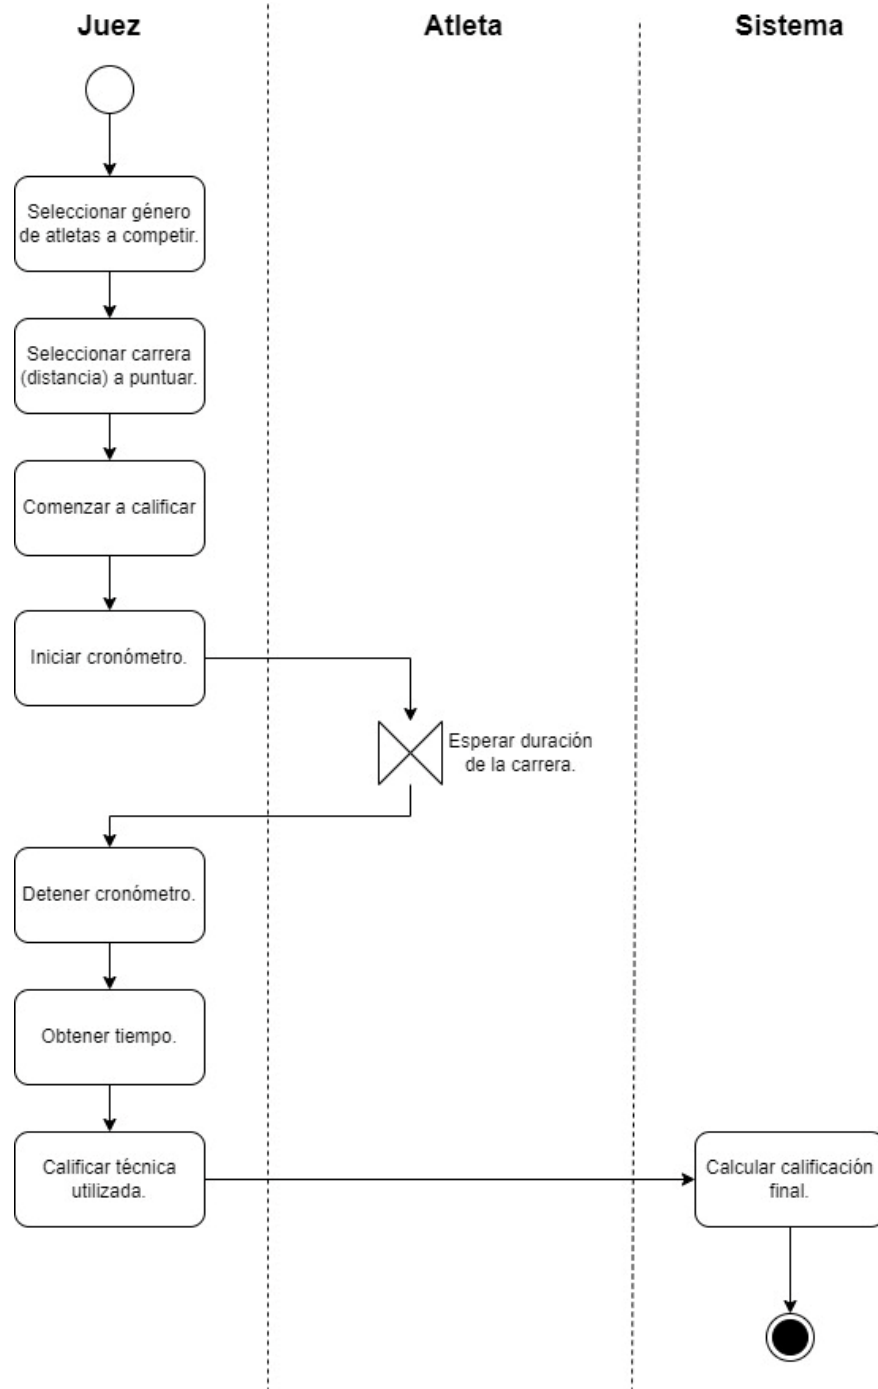 Juez
Atleta
Sistema
Seleccionar género
de atletas a competir.
Seleccionar carrera
(distancia) a puntuar.
Comenzar a calificar
Iniciar cronómetro.
Esperar duración
de la carrera.
Detener cronómetro.
Obtener tiempo.
Calificar técnica
utilizada.
Calcular calificación
final.